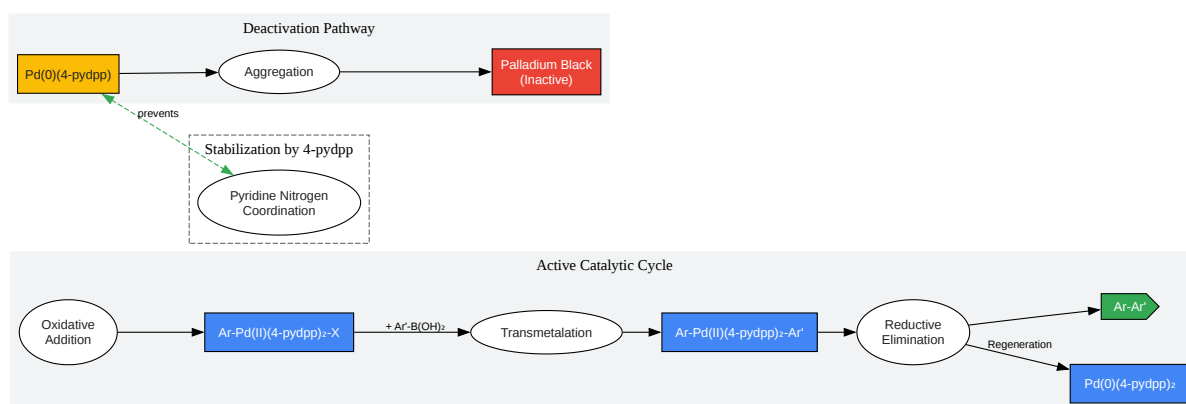 Deactivation Pathway
Pd(0)(4-pydpp)
Aggregation
Palladium Black
(Inactive)
prevents
Stabilization by 4-pydpp
Pyridine Nitrogen
Coordination
Active Catalytic Cycle
Oxidative
Addition
Ar-Pd(II)(4-pydpp)₂-X
+ Ar'-B(OH)₂
Transmetalation
Ar-Pd(II)(4-pydpp)₂-Ar'
Reductive
Elimination
Ar-Ar'
Regeneration
Pd(0)(4-pydpp)₂